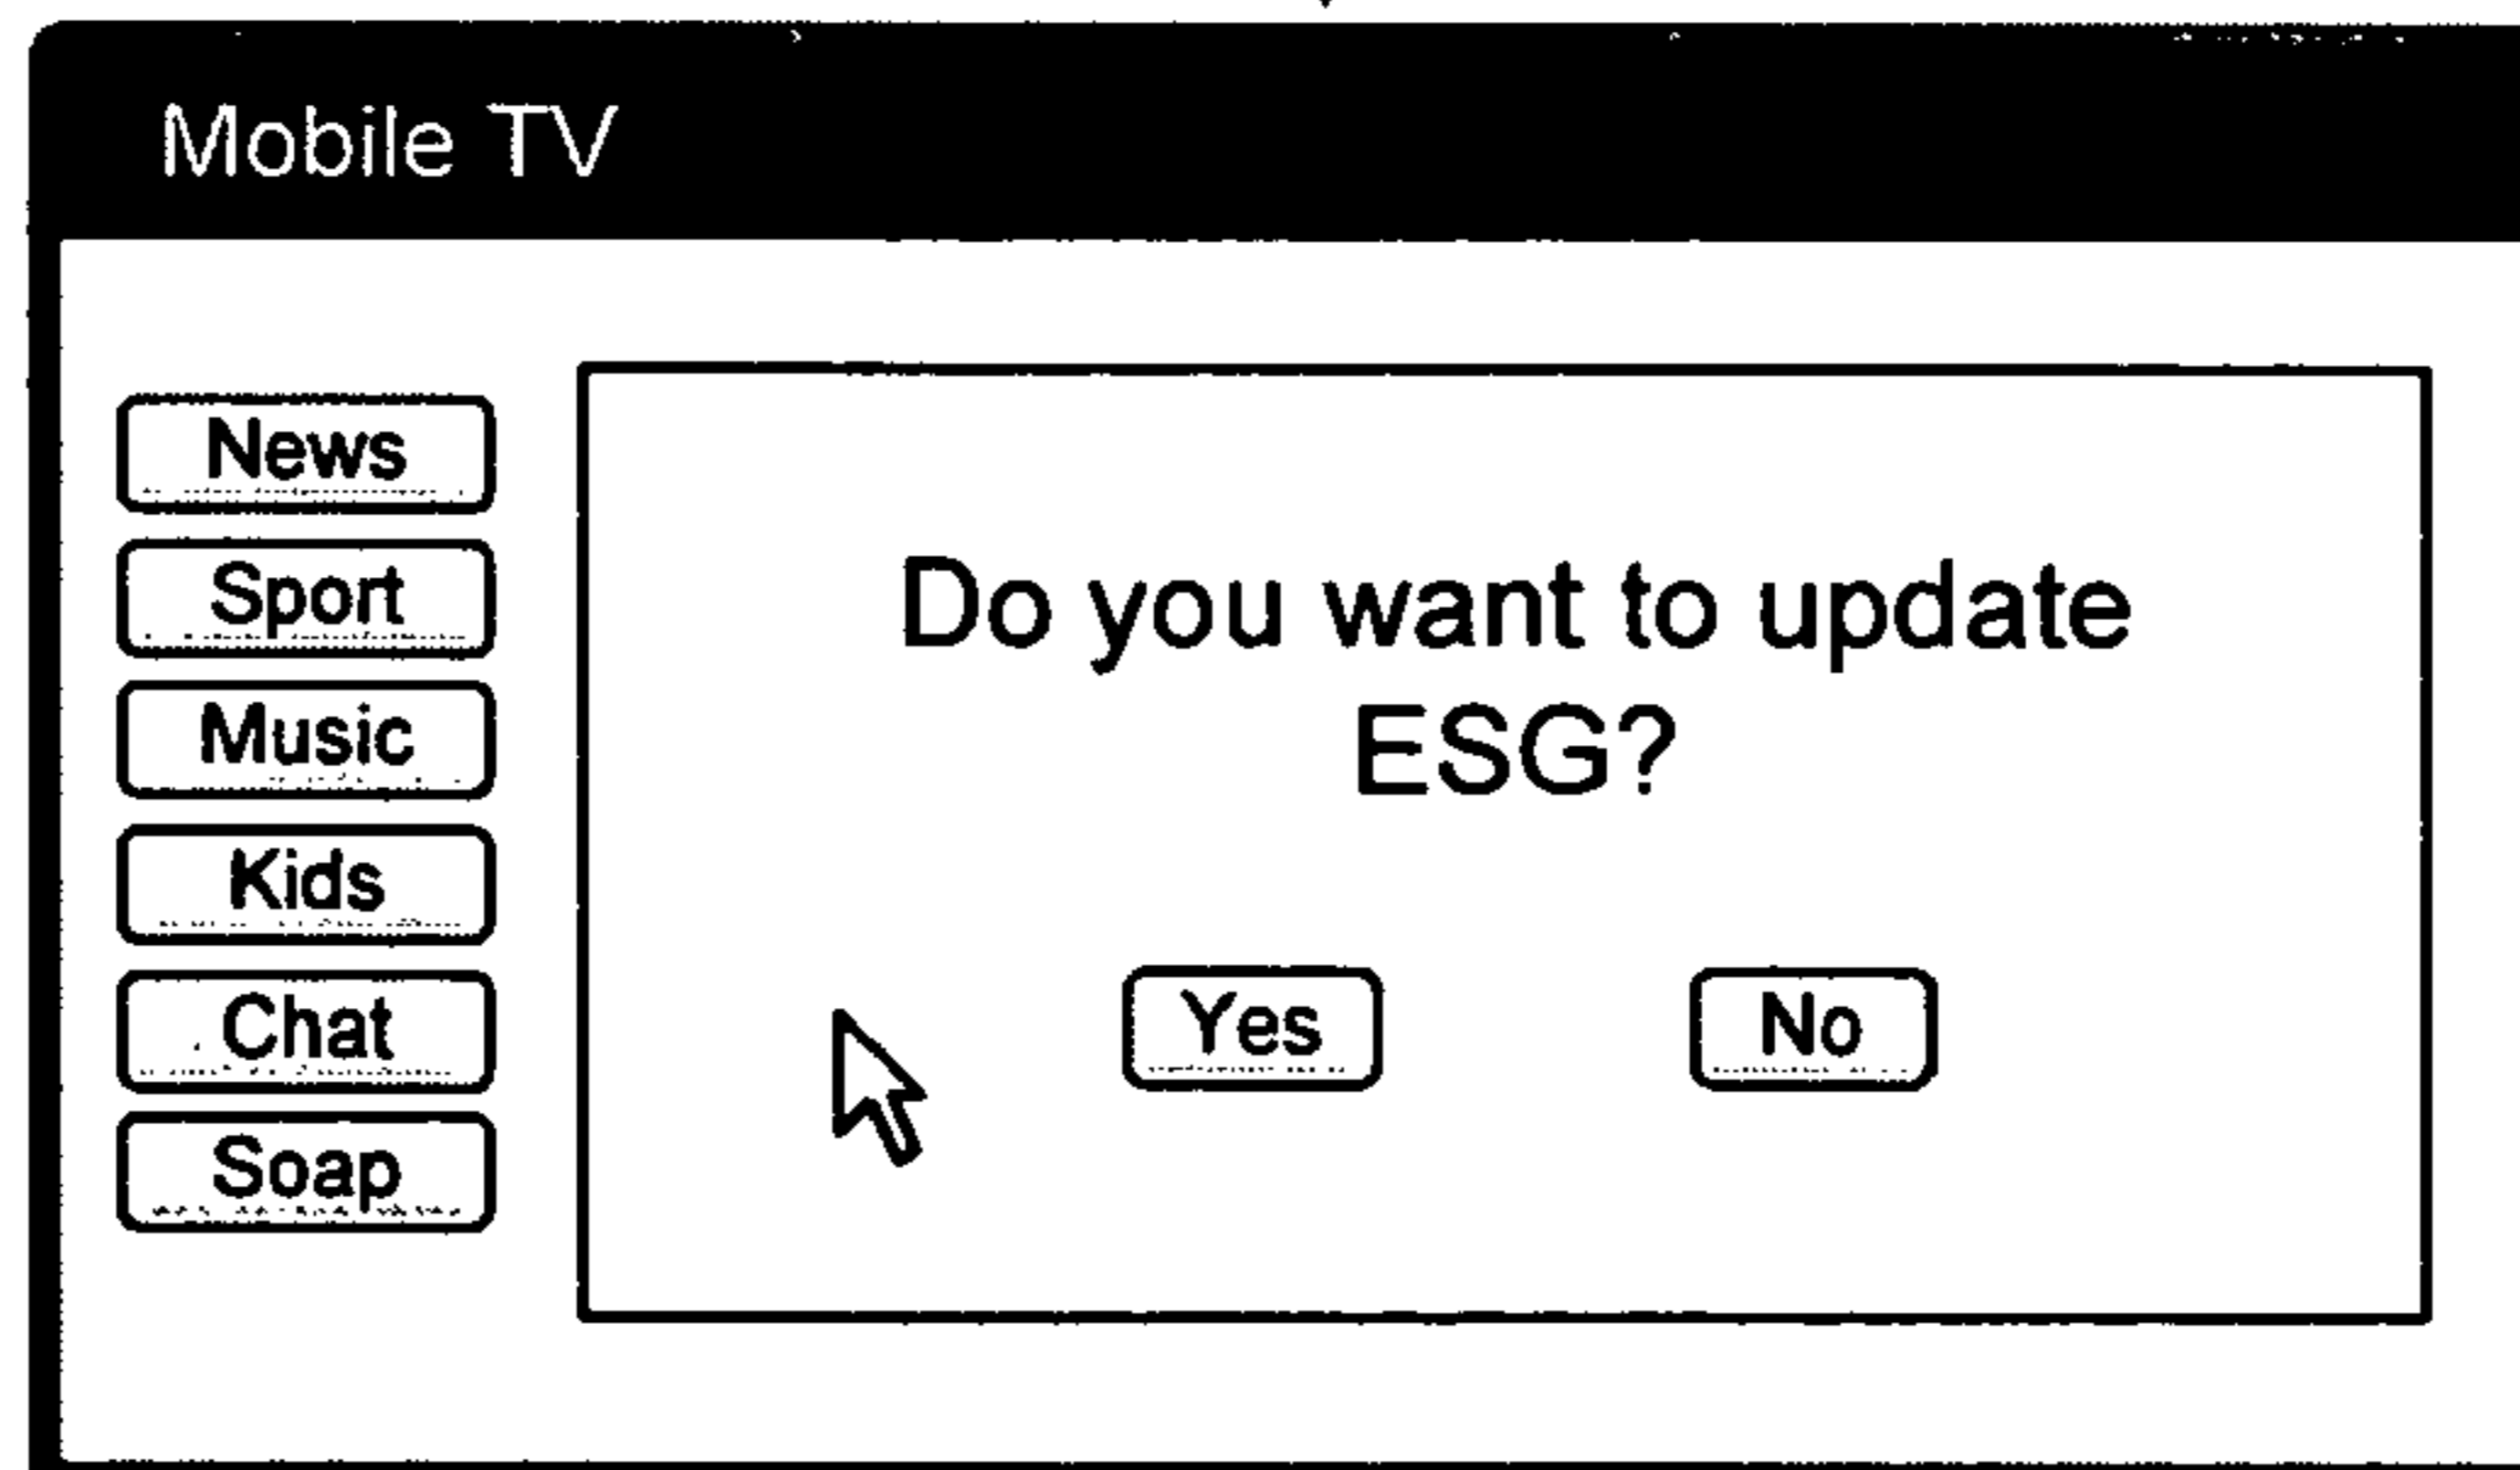 Mobile TV
News
Sport
Music
Kids
Chat
Soap
Do you want to update
ESG?
Yes
No